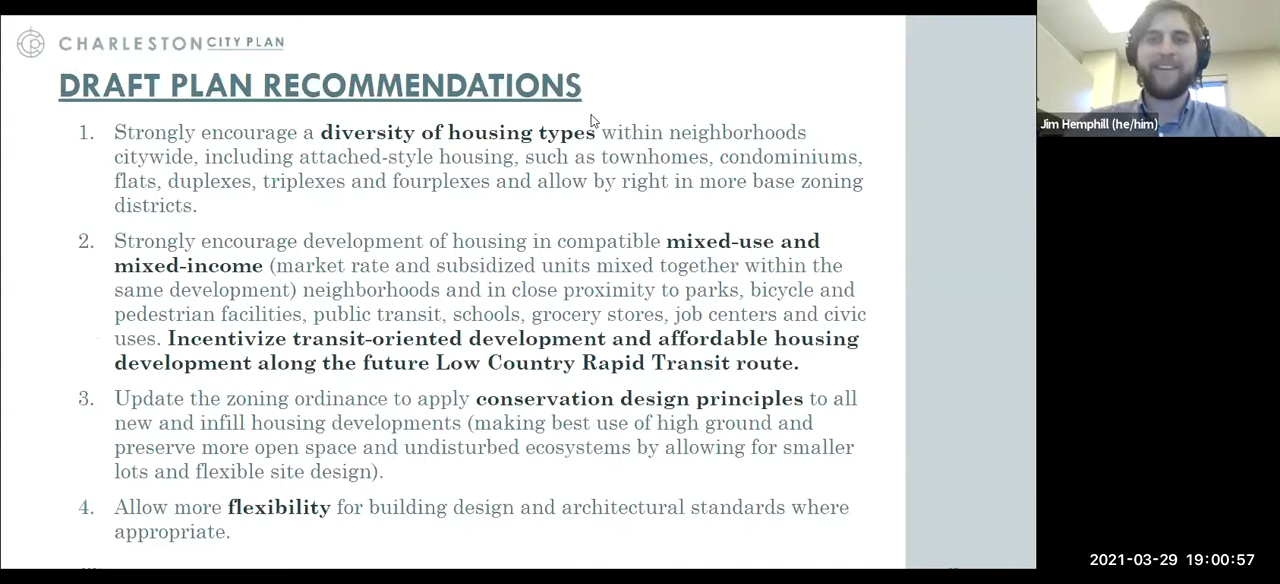 CHARLESTON CITY PLAN
DRAFT PLAN RECOMMENDATIONS
1. Strongly encourage a diversity of housing types within neighborhoods
citywide, including attached-style housing, such as townhomes, condominiums,
flats, duplexes, triplexes and fourplexes and allow by right in more base zoning
districts.
2. Strongly encourage development of housing in compatible mixed-use and
mixed-income (market rate and subsidized units mixed together within the
same development) neighborhoods and in close proximity to parks, bicycle and
pedestrian facilities, public transit, schools, grocery stores, job centers and civic
uses. Incentivize transit-oriented development and affordable housing
development along the future Low Country Rapid Transit route.
3. Update the zoning ordinance to apply conservation design principles to all
new and infill housing developments (making best use of high ground and
preserve more open space and undisturbed ecosystems by allowing for smaller
lots and flexible site design).
4. Allow more flexibility for building design and architectural standards where
appropriate.
Jim Hemphill (he/him)
2021-03-29 19:00:57